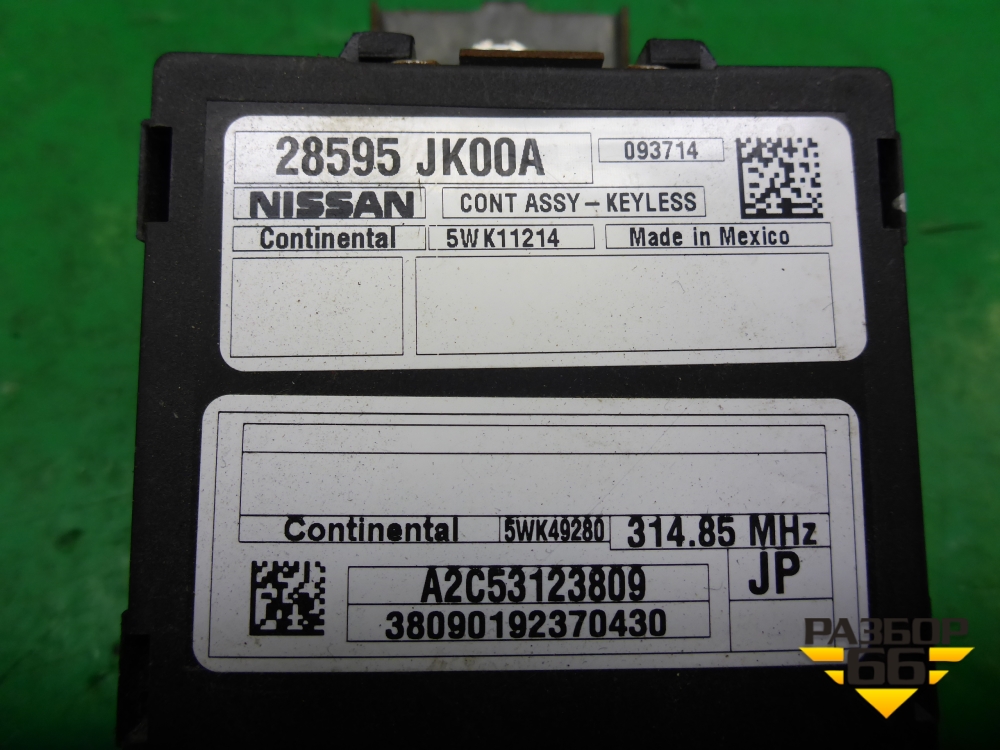 28595 JK00A
093714
NISSAN
CONT ASSY – KEYLESS
Continental
5WK11214
Made in Mexico
Continental
5WK49280
314.85 MHz
JP
A2C53123809
38090192370430
РАЗБОР
66